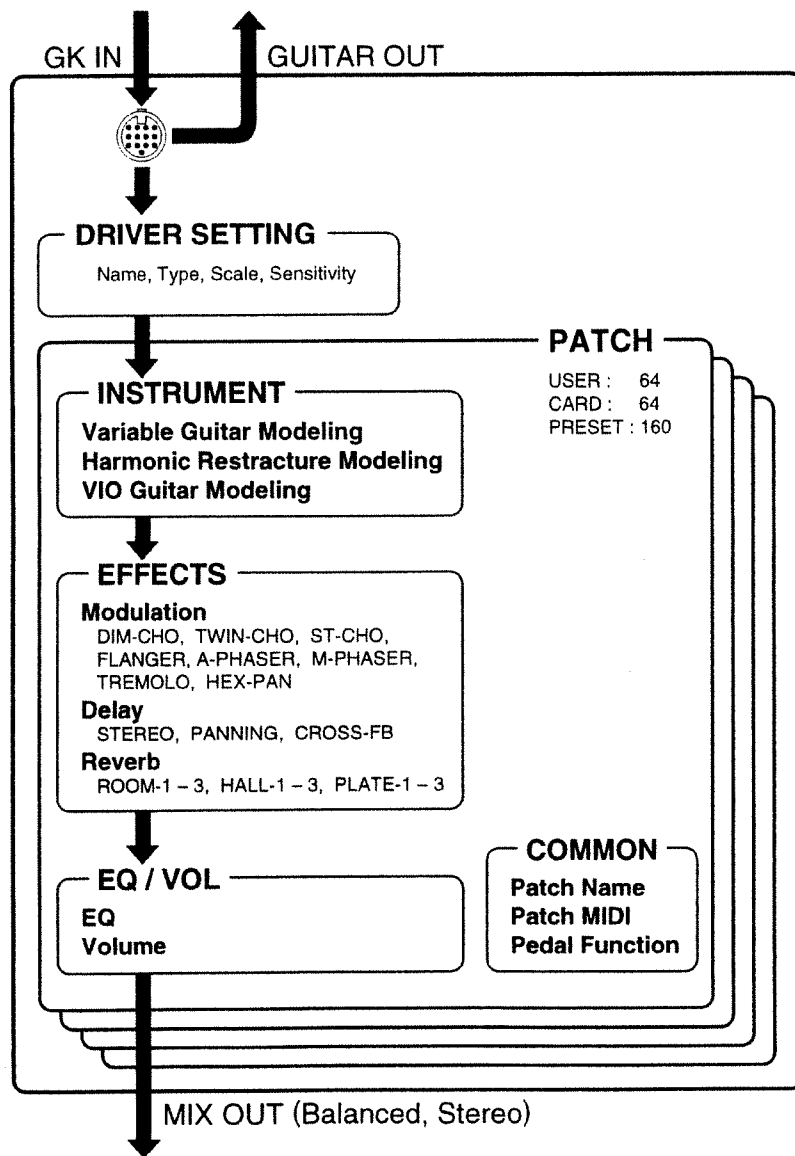 GK IN
GUITAR OUT
DRIVER SETTING
Name, Type, Scale, Sensitivity
PATCH
USER : 64
CARD : 64
PRESET : 160
INSTRUMENT
Variable Guitar Modeling
Harmonic Restracture Modeling
VIO Guitar Modeling
EFFECTS
Modulation
DIM-CHO, TWIN-CHO, ST-CHO,
FLANGER, A-PHASER, M-PHASER,
TREMOLO, HEX-PAN
Delay
STEREO, PANNING, CROSS-FB
Reverb
ROOM-1 – 3, HALL-1 – 3, PLATE-1 – 3
EQ / VOL
EQ
Volume
COMMON
Patch Name
Patch MIDI
Pedal Function
MIX OUT (Balanced, Stereo)